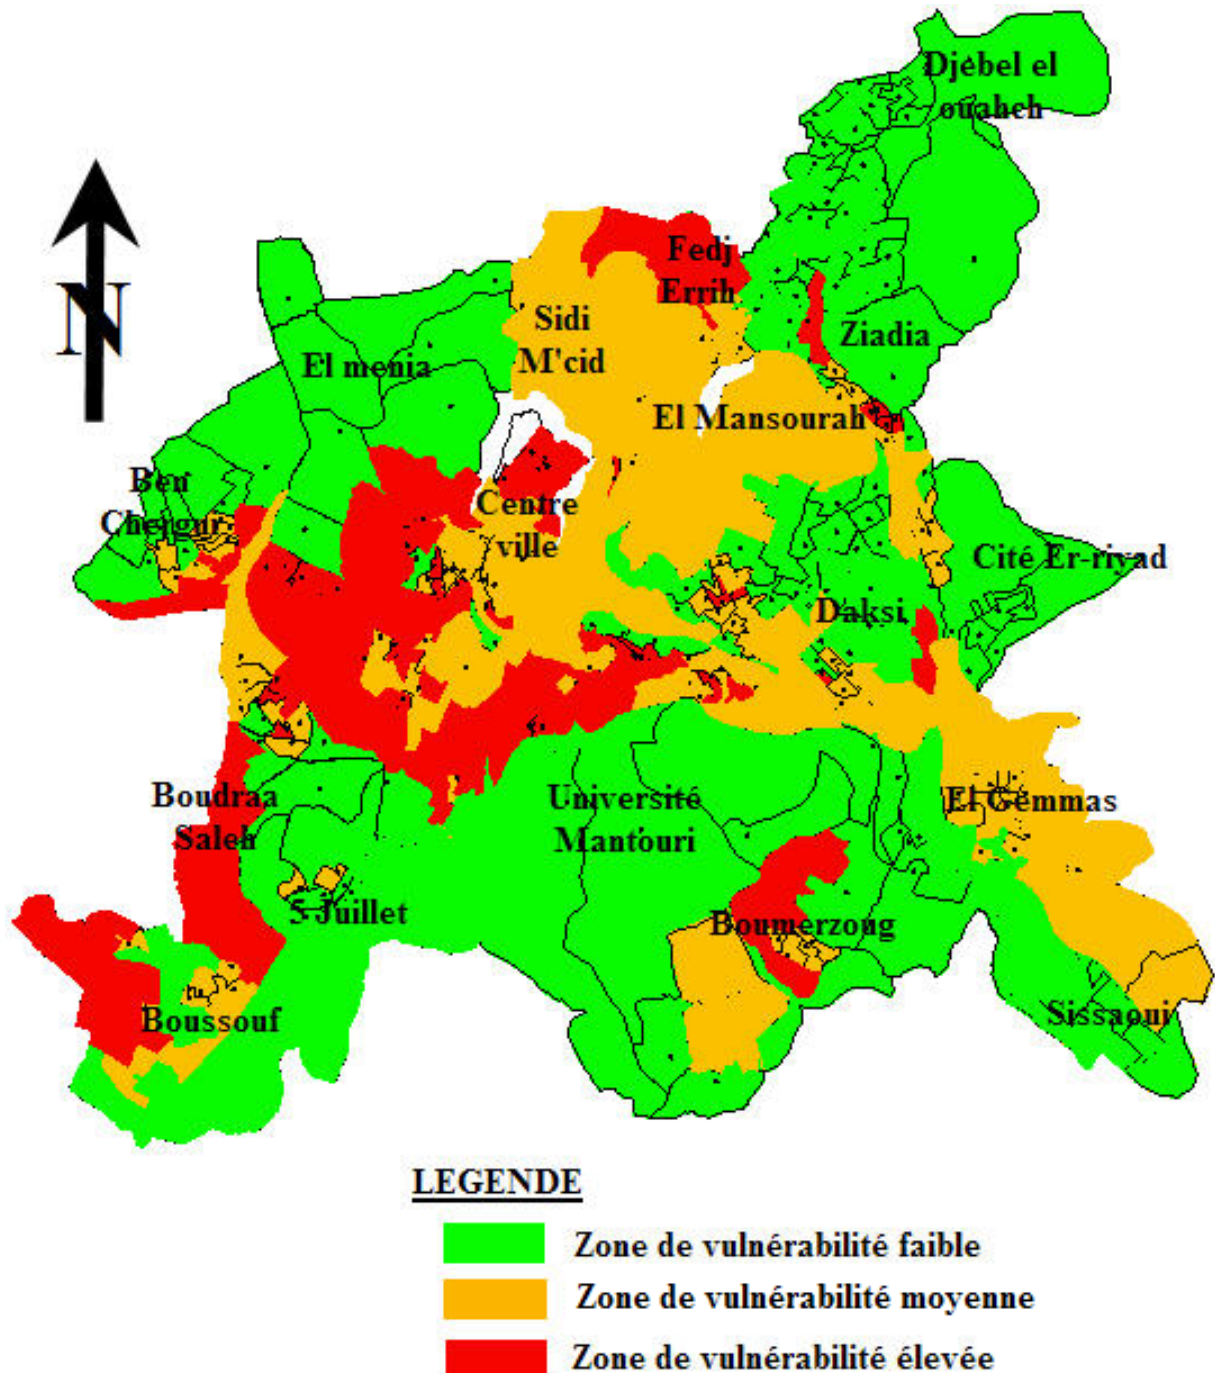 Djebel el
ouahch
N
Fedj
Errih
Sidi
M'cid
Ziadia
El menia
El Mansourah
Ben
Chergui
Centre
ville
Cité Er-riyad
Daksi
Boudraa
Saleh
Université
Mantouri
El Gemmas
5 Juillet
Boumerzoug
Boussouf
Sissaoui
LEGENDE
Zone de vulnérabilité faible
Zone de vulnérabilité moyenne
Zone de vulnérabilité élevée